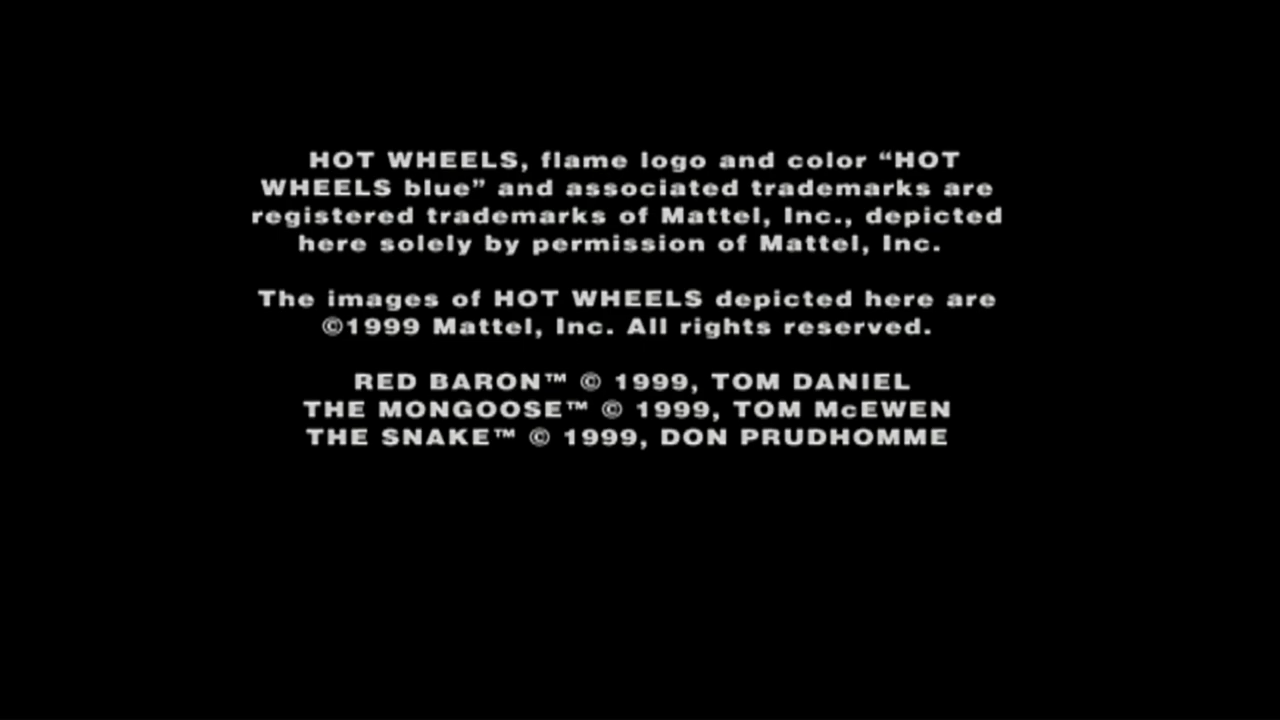 HOT WHEELS, flame logo and color “HOT
WHEELS blue” and associated trademarks are
registered trademarks of Mattel, Inc., depicted
here solely by permission of Mattel, Inc.
The images of HOT WHEELS depicted here are
©1999 Mattel, Inc. All rights reserved.
RED BARON™ © 1999, TOM DANIEL
THE MONGOOSE™ © 1999, TOM McEWEN
THE SNAKE™ © 1999, DON PRUDHOMME